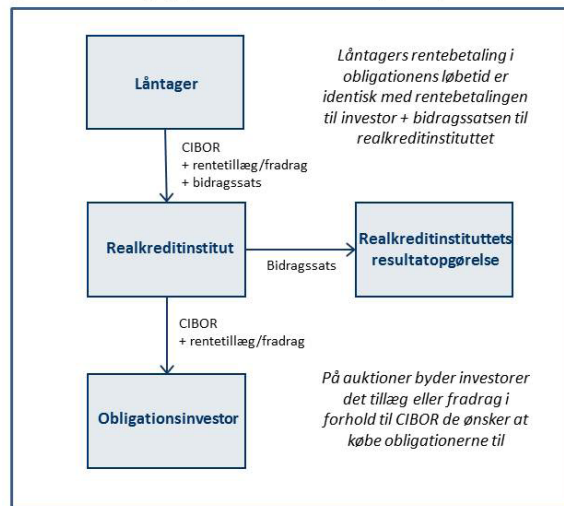 Låntager
Låntagers rentebetaling i
obligationens løbetid er
identisk med rentebetalingen
til investor + bidragssatsen til
realkreditinstituttet
CIBOR
+ rentetillæg/fradrag
+ bidragssats
Realkreditinstitut
Bidragssats
Realkreditinstituttets
resultatopgørelse
CIBOR
+ rentetillæg/fradrag
Obligationsinvestor
På auktioner byder investorer
det tillæg eller fradrag i
forhold til CIBOR de ønsker at
købe obligationerne til